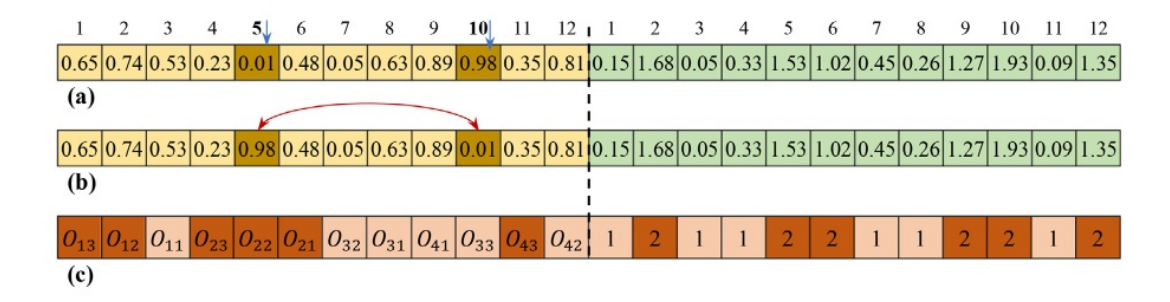 1 2 3 4 5 6 7 8 9 10 11 12 1 2 3 4 5 6 7 8 9 10 11 12
0.65 0.74 0.53 0.23 0.01 0.48 0.05 0.63 0.89 0.98 0.35 0.81 0.15 1.68 0.05 0.33 1.53 1.02 0.45 0.26 1.27 1.93 0.09 1.35
(a)
0.65 0.74 0.53 0.23 0.98 0.48 0.05 0.63 0.89 0.01 0.35 0.81 0.15 1.68 0.05 0.33 1.53 1.02 0.45 0.26 1.27 1.93 0.09 1.35
(b)
O₁₃ O₁₂ O₁₁ O₂₃ O₂₂ O₂₁ O₃₂ O₃₁ O₄₁ O₃₃ O₄₃ O₄₂ 1 2 1 1 2 2 1 1 2 2 1 2
(c)